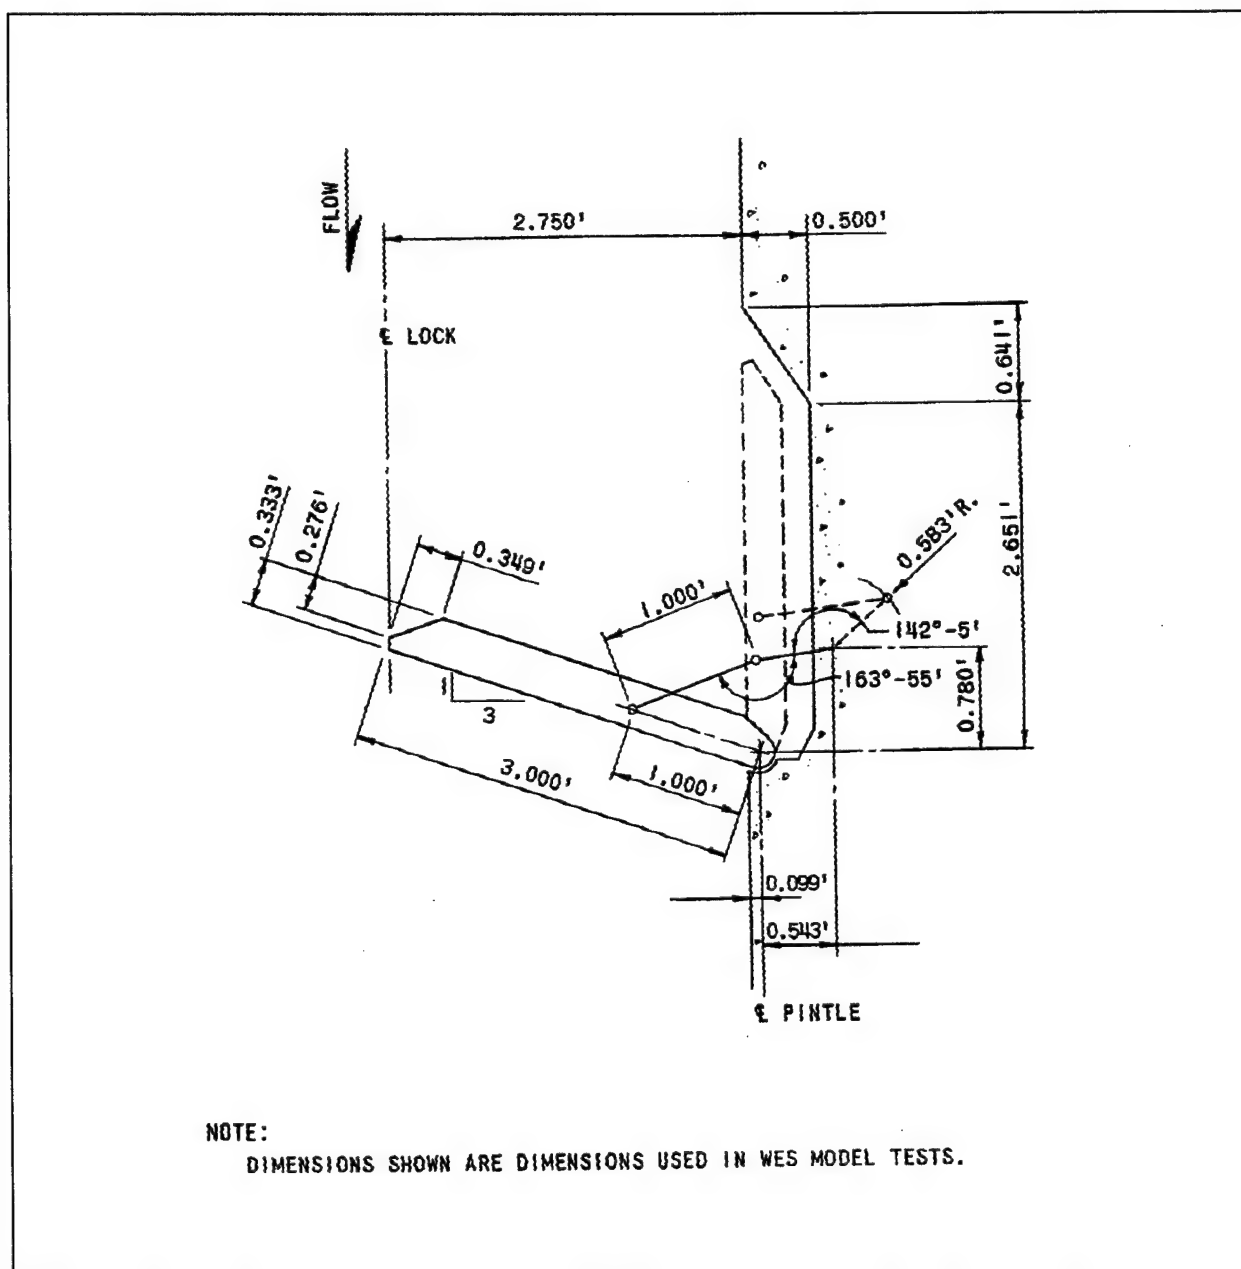 FLOW
2.750'
0.500'
℄ LOCK
0.641'
0.333'
0.276'
0.349'
1.000'
0.583' R.
2.651'
142°-5'
163°-55'
0.780'
1
3
3.000'
1.000'
0.099'
0.543'
℄ PINTLE
NOTE:
DIMENSIONS SHOWN ARE DIMENSIONS USED IN WES MODEL TESTS.